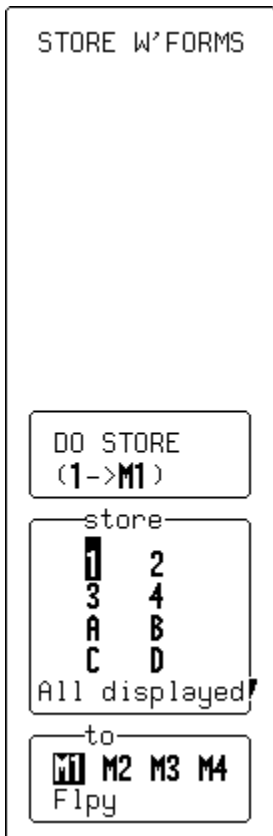 STORE W'FORMS
DO STORE
(1->M1)
store
1 2
3 4
A B
C D
All displayed
to
M1 M2 M3 M4
Flpy